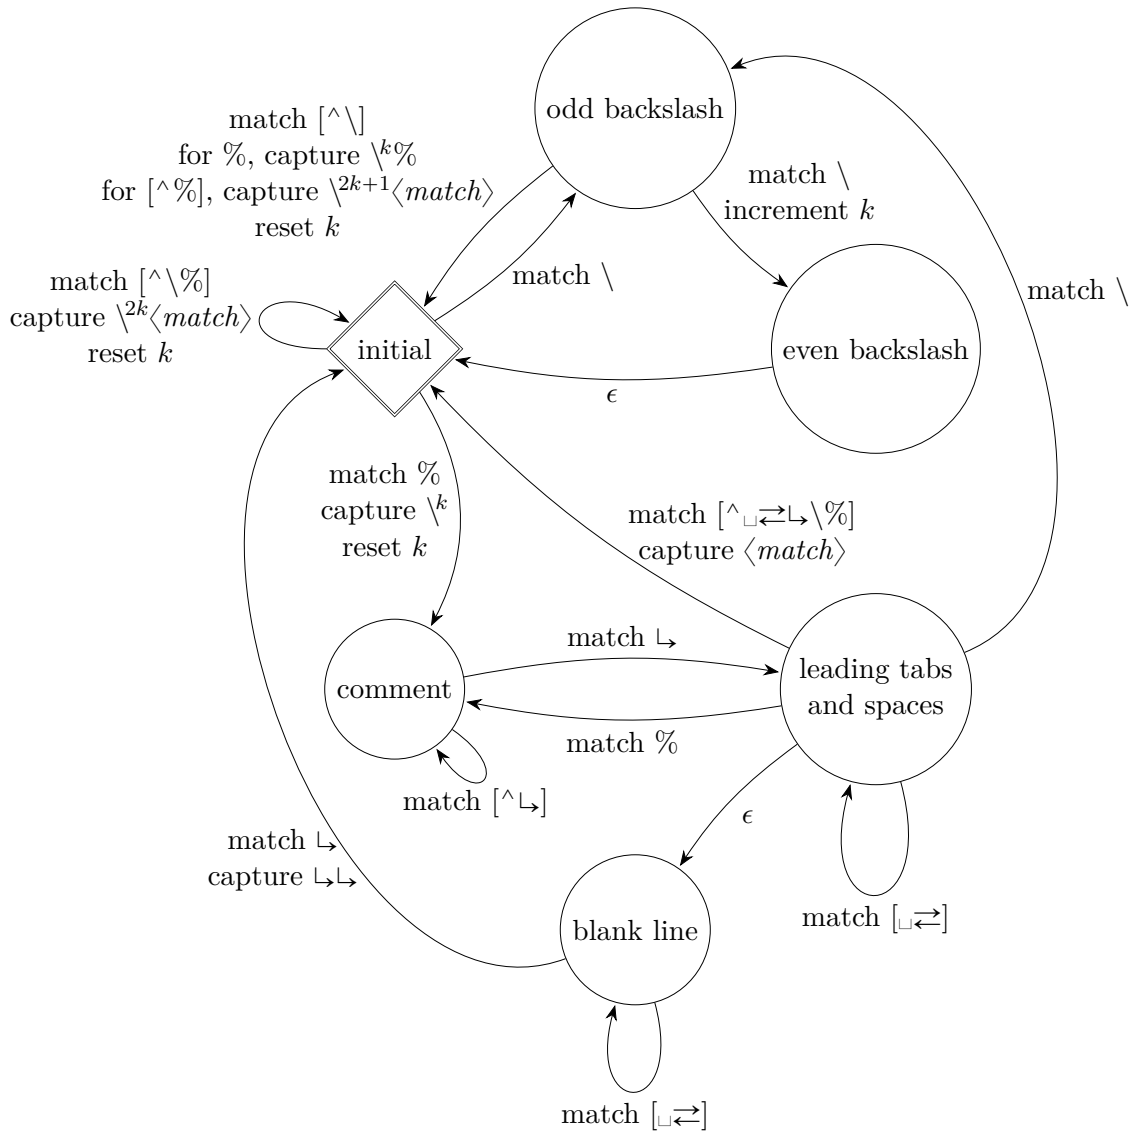 odd backslash
match [^\]
for %, capture \ᵏ%
for [^%], capture \²ᵏ⁺¹⟨match⟩
reset k
match \
increment k
match \
match \
match [^\%]
capture \²ᵏ⟨match⟩
reset k
initial
even backslash
ϵ
match %
capture \ᵏ
reset k
match [^␣⇄↳\%]
capture ⟨match⟩
match ↳
comment
leading tabs
and spaces
match %
match [^↳]
ϵ
match ↳
capture ↳↳
match [␣⇄]
blank line
match [␣⇄]